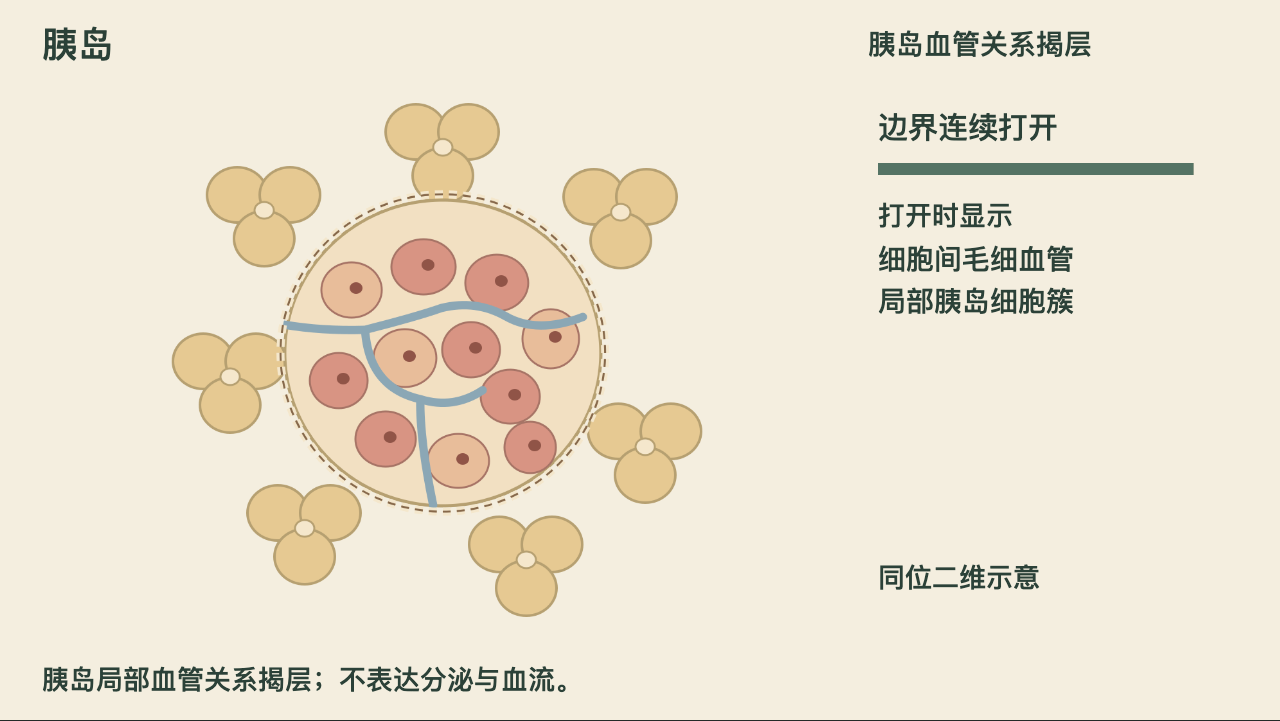 胰岛
胰岛血管关系揭层
边界连续打开
打开时显示
细胞间毛细血管
局部胰岛细胞簇
同位二维示意
胰岛局部血管关系揭层；不表达分泌与血流。